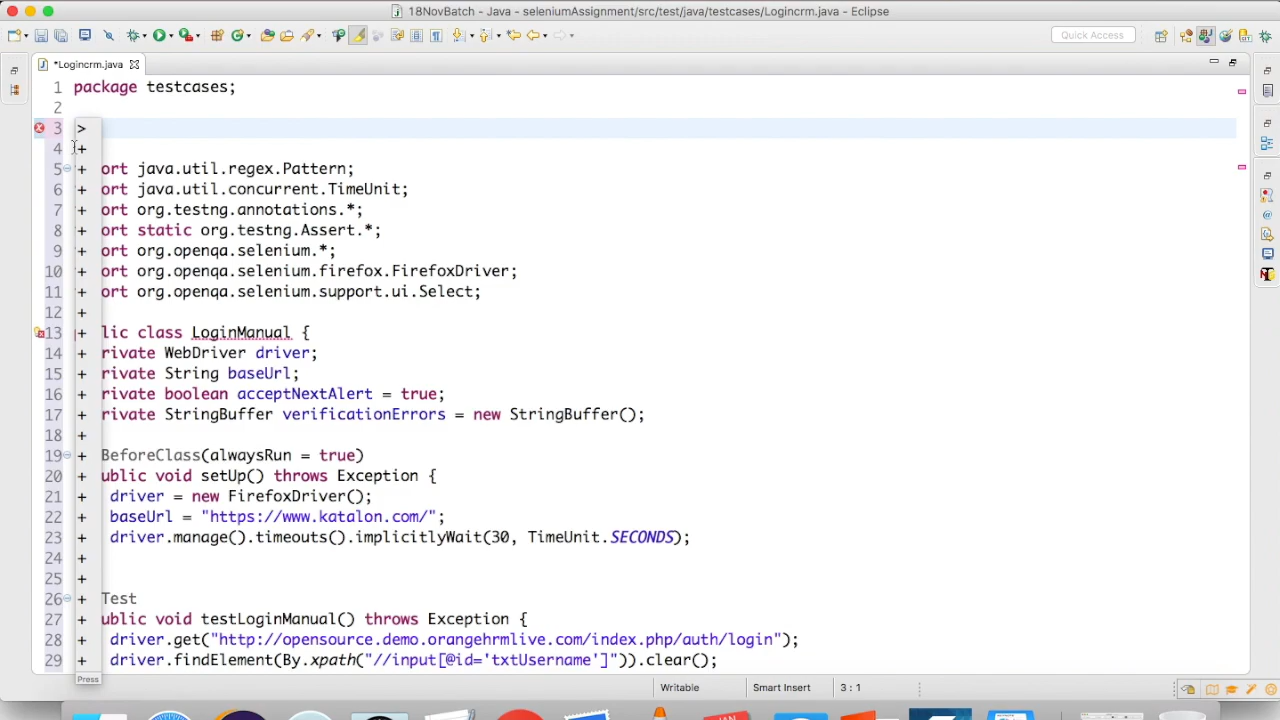 18NovBatch - Java - seleniumAssignment/src/test/java/testcases/Logincrm.java - Eclipse
Quick Access
*Logincrm.java
1 package testcases;
2
3 >
4 +
5 + ort java.util.regex.Pattern;
6 + ort java.util.concurrent.TimeUnit;
7 + ort org.testng.annotations.*;
8 + ort static org.testng.Assert.*;
9 + ort org.openqa.selenium.*;
10 + ort org.openqa.selenium.firefox.FirefoxDriver;
11 + ort org.openqa.selenium.support.ui.Select;
12 +
13 + lic class LoginManual {
14 + rivate WebDriver driver;
15 + rivate String baseUrl;
16 + rivate boolean acceptNextAlert = true;
17 + rivate StringBuffer verificationErrors = new StringBuffer();
18 +
19 + BeforeClass(alwaysRun = true)
20 + ublic void setUp() throws Exception {
21 + driver = new FirefoxDriver();
22 + baseUrl = "https://www.katalon.com/";
23 + driver.manage().timeouts().implicitlyWait(30, TimeUnit.SECONDS);
24 +
25 +
26 + Test
27 + ublic void testLoginManual() throws Exception {
28 + driver.get("http://opensource.demo.orangehrmlive.com/index.php/auth/login");
29 + driver.findElement(By.xpath("//input[@id='txtUsername']")).clear();
Press
Writable
Smart Insert
3 : 1